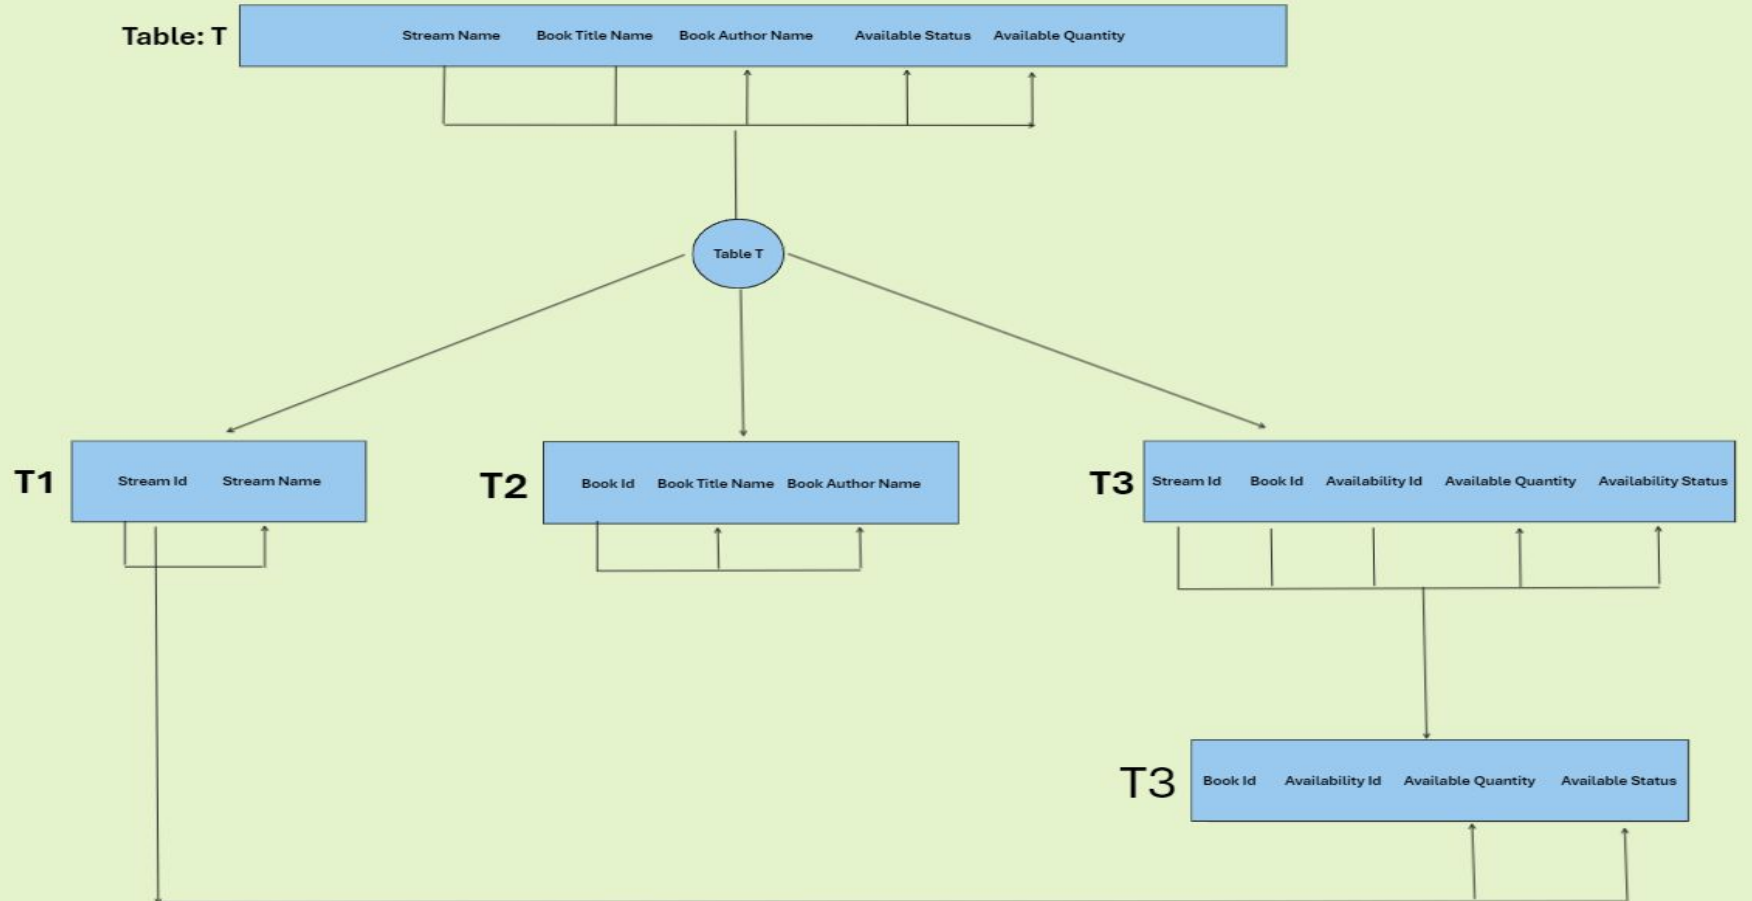 Table: T
Stream Name Book Title Name Book Author Name Available Status Available Quantity
Table T
T1
Stream Id Stream Name
T2
Book Id Book Title Name Book Author Name
T3
Stream Id Book Id Availability Id Available Quantity Availability Status
T3
Book Id Availability Id Available Quantity Available Status